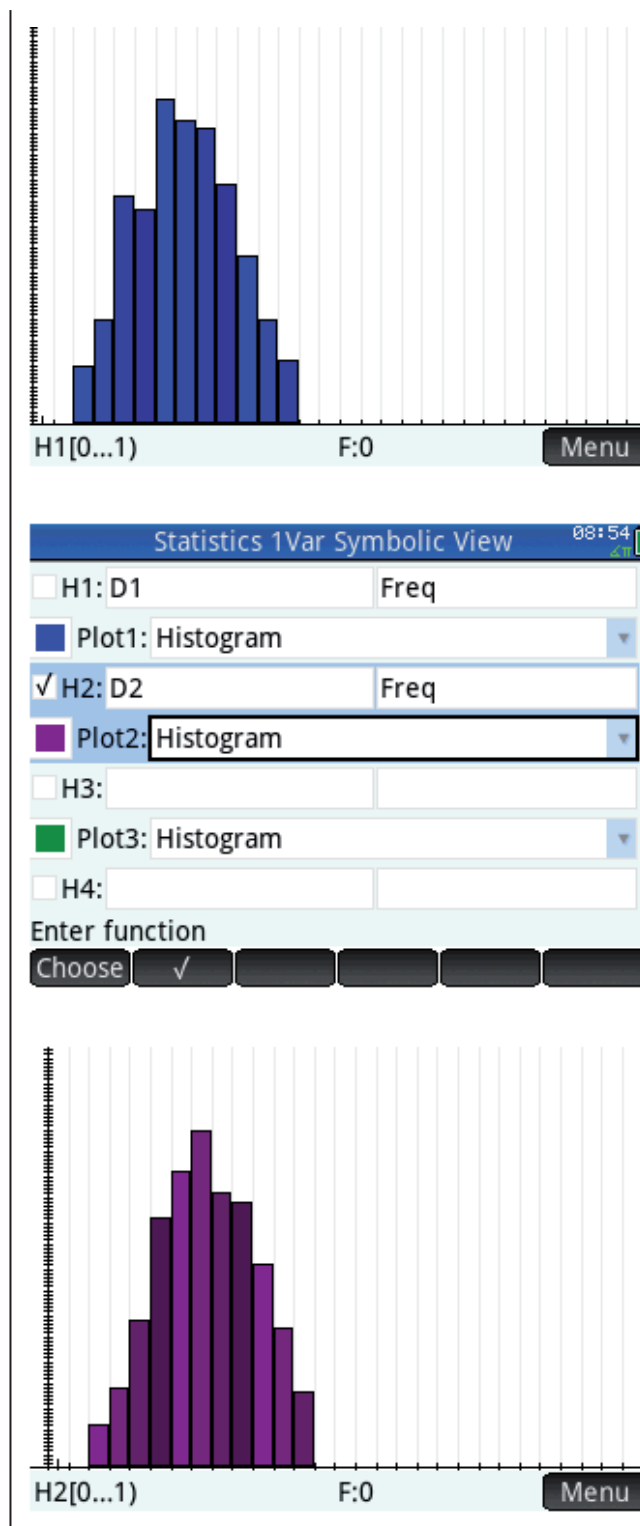 H1[0...1) F:0 Menu
Statistics 1Var Symbolic View 08:54
∡π
H1: D1 Freq
Plot1: Histogram
√ H2: D2 Freq
Plot2: Histogram
H3:
Plot3: Histogram
H4:
Enter function
Choose √
H2[0...1) F:0 Menu